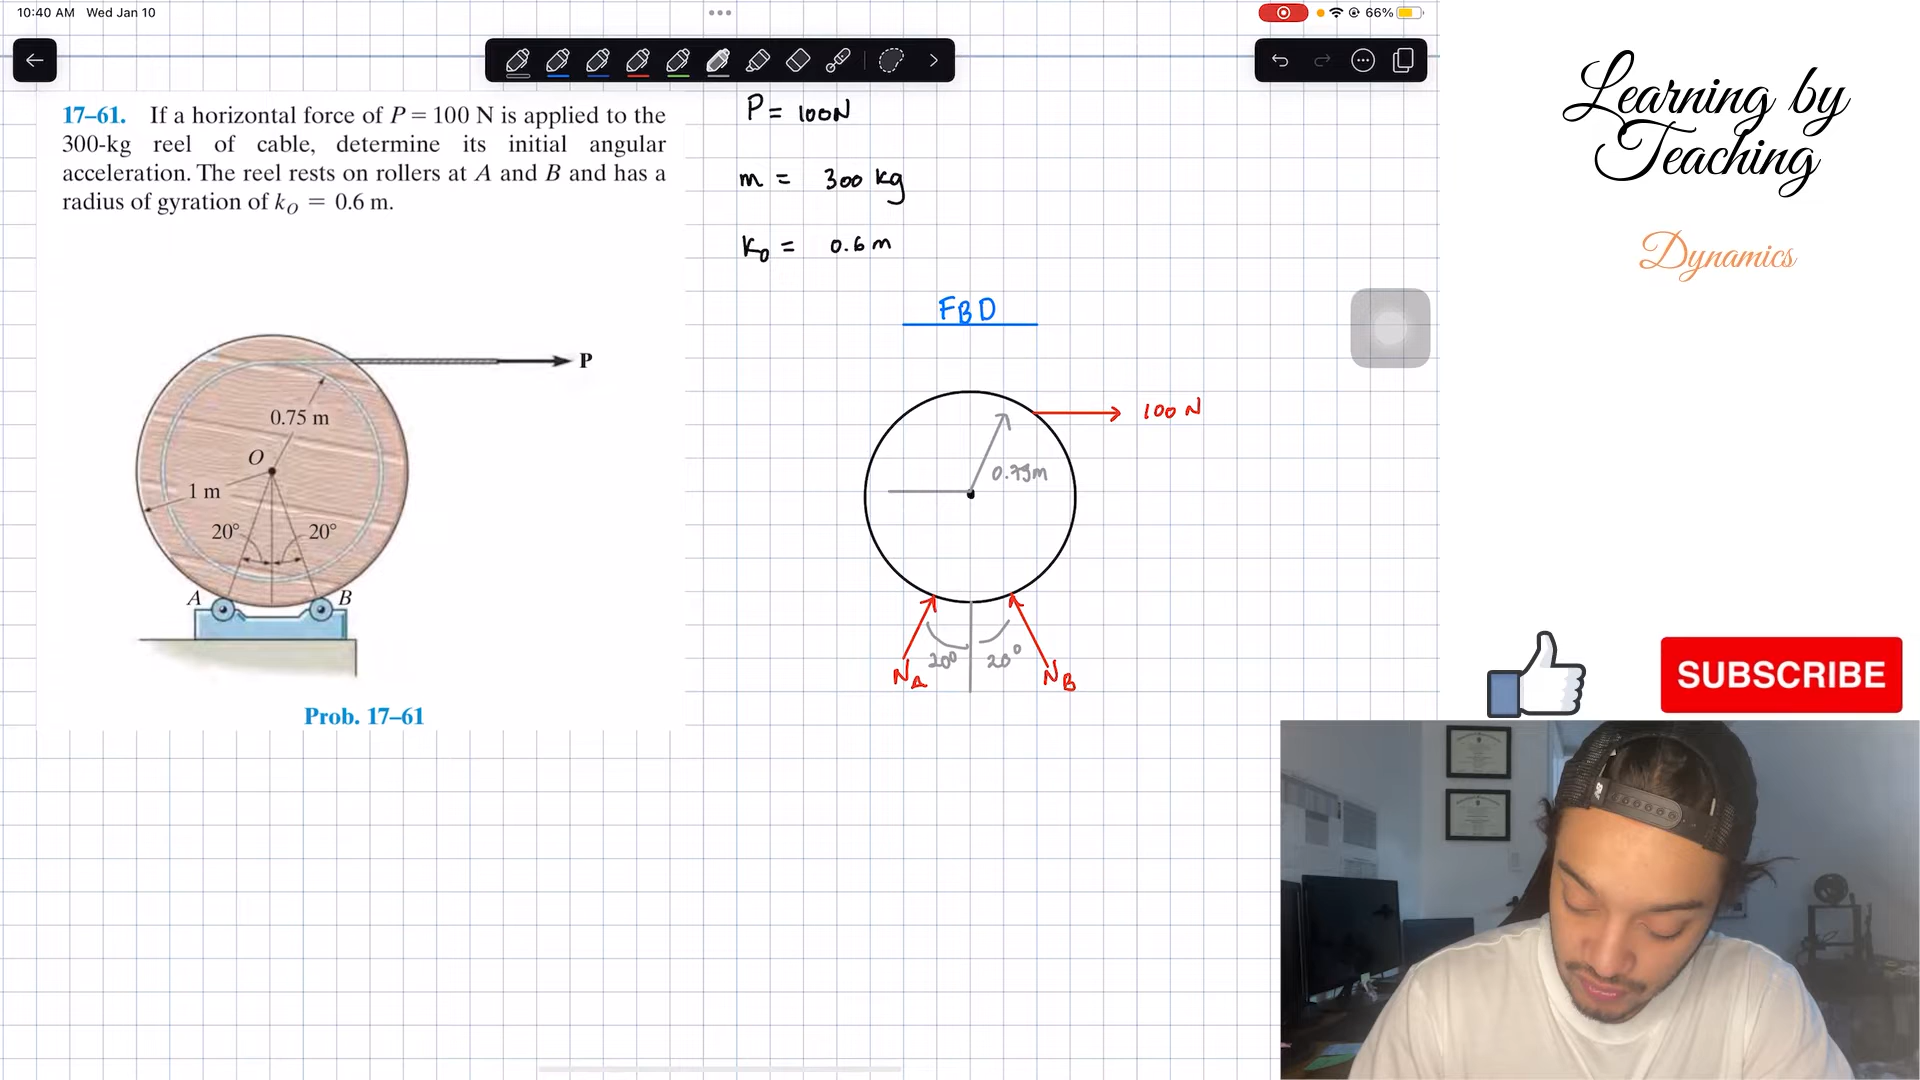 10:40 AM Wed Jan 10
66%
17–61. If a horizontal force of P = 100 N is applied to the
300-kg reel of cable, determine its initial angular
acceleration. The reel rests on rollers at A and B and has a
radius of gyration of kO = 0.6 m.
P
0.75 m
O
1 m
20° 20°
A B
Prob. 17–61
P = 100N
m = 300 kg
kO = 0.6 m
FBD
100 N
0.75m
20° 20°
NA NB
Learning by
Teaching
Dynamics
SUBSCRIBE